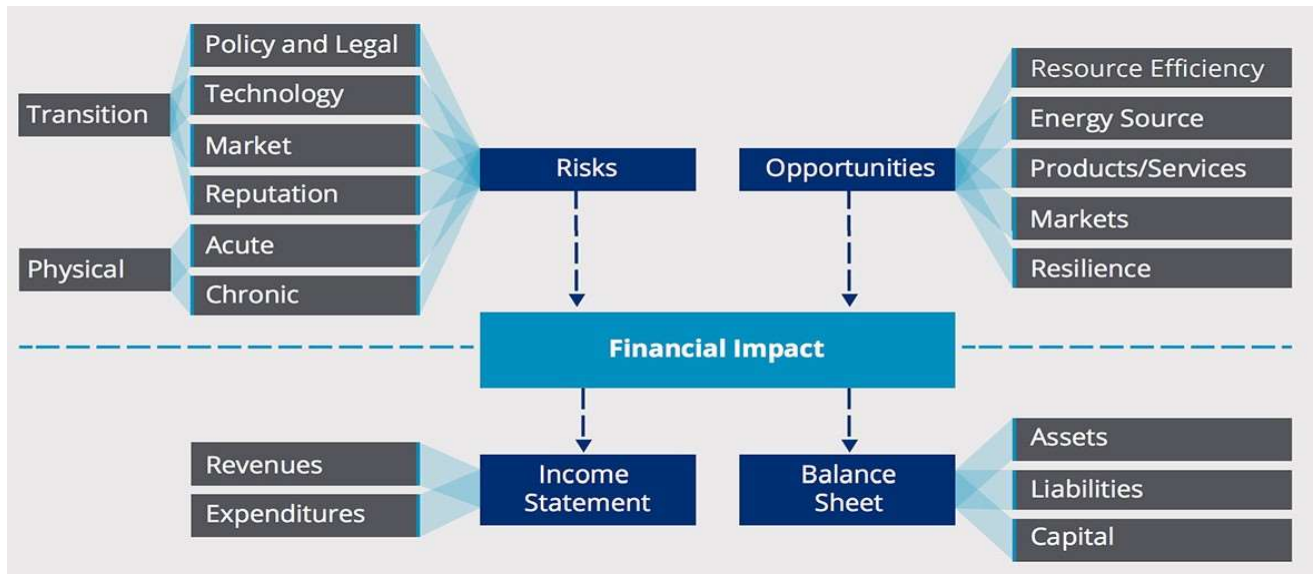 Transition
Physical
Policy and Legal
Technology
Market
Reputation
Acute
Chronic
Risks
Opportunities
Resource Efficiency
Energy Source
Products/Services
Markets
Resilience
Financial Impact
Revenues
Expenditures
Income
Statement
Balance
Sheet
Assets
Liabilities
Capital